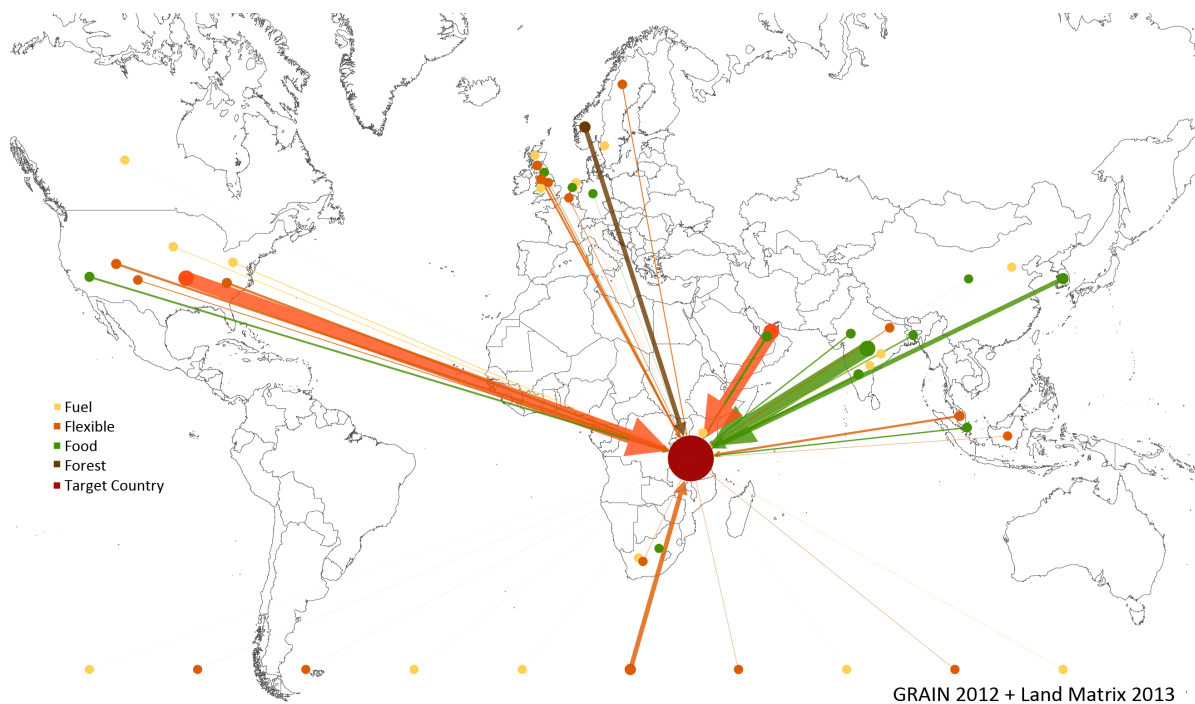 Fuel
Flexible
Food
Forest
Target Country
GRAIN 2012 + Land Matrix 2013